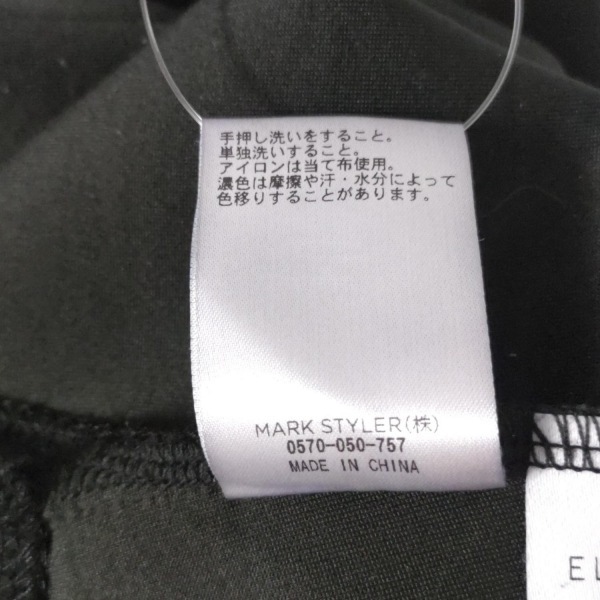 手押し洗いをすること。
単独洗いすること。
アイロンは当て布使用。
濃色は摩擦や汗・水分によって
色移りすることがあります。
MARK STYLER(株)
0570-050-757
MADE IN CHINA
EL